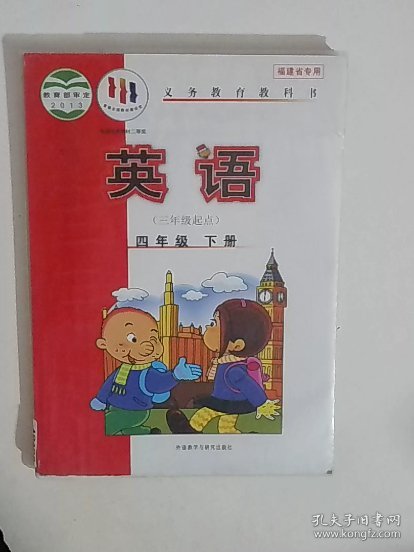 福建省专用
教育部审定
2013
义务教育教科书
英语
(三年级起点)
四年级 下册
外语教学与研究出版社
孔夫子旧书网
www.kongfz.com